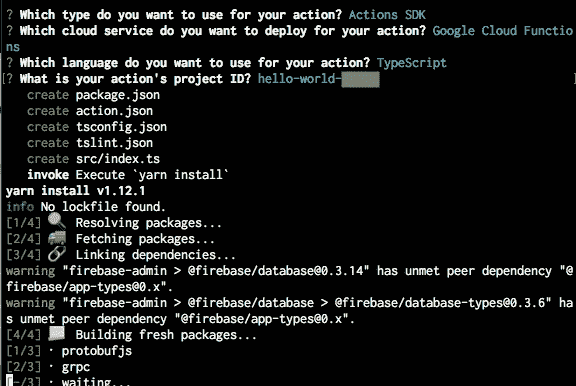 ? Which type do you want to use for your action? Actions SDK
? Which cloud service do you want to deploy for your action? Google Cloud Functio
ns
? Which language do you want to use for your action? TypeScript
[? What is your action's project ID? hello-world- ]
create package.json
create action.json
create tsconfig.json
create tslint.json
create src/index.ts
invoke Execute `yarn install`
yarn install v1.12.1
info No lockfile found.
[1/4] 🔍 Resolving packages...
[2/4] 🚚 Fetching packages...
[3/4] 🔗 Linking dependencies...
warning "firebase-admin > @firebase/database@0.3.14" has unmet peer dependency "@
firebase/app-types@0.x".
warning "firebase-admin > @firebase/database > @firebase/database-types@0.3.6" ha
s unmet peer dependency "@firebase/app-types@0.x".
[4/4] 📃 Building fresh packages...
[1/3] · protobufjs
[2/3] · grpc
[-/3] · waiting...